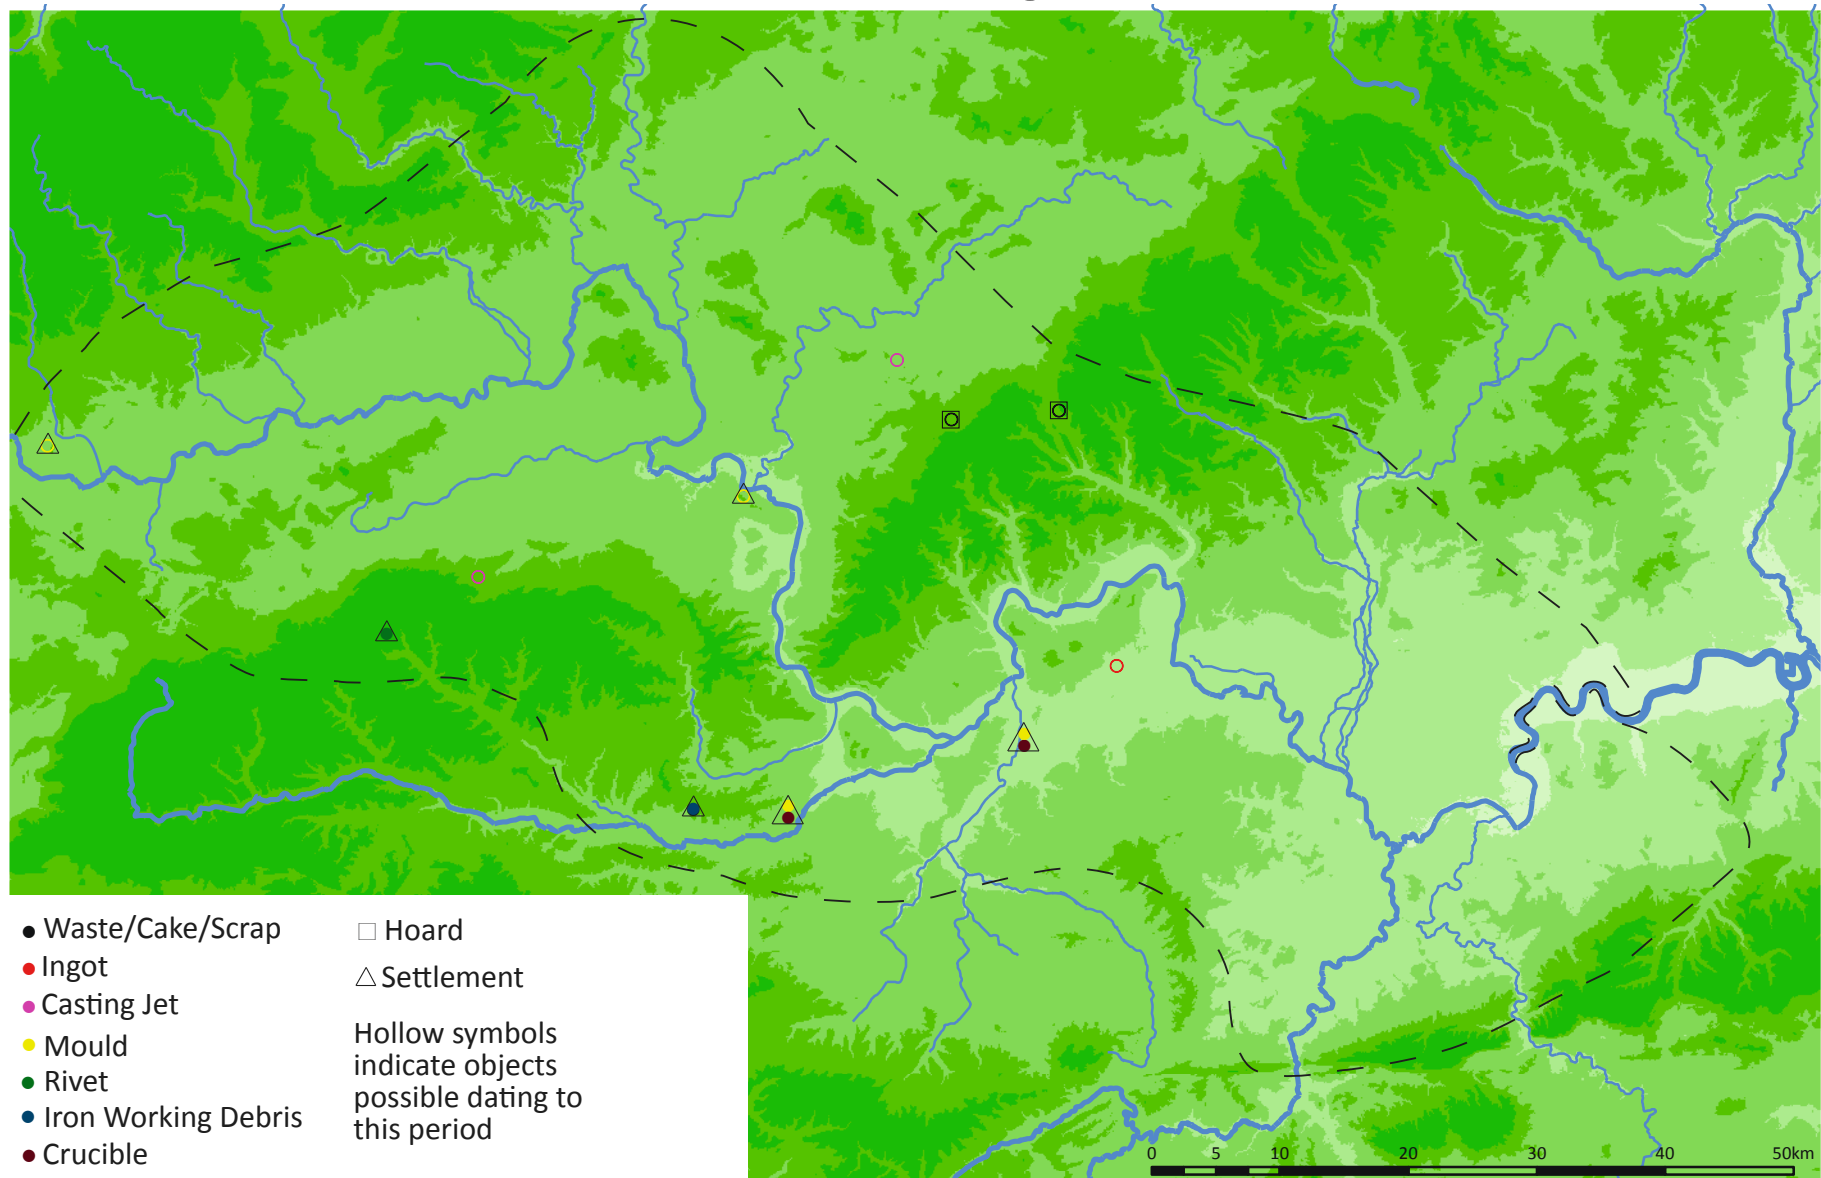 Waste/Cake/Scrap
Ingot
Casting Jet
Mould
Rivet
Iron Working Debris
Crucible
Hoard
Settlement
Hollow symbols
indicate objects
possible dating to
this period
0 5 10 20 30 40 50km